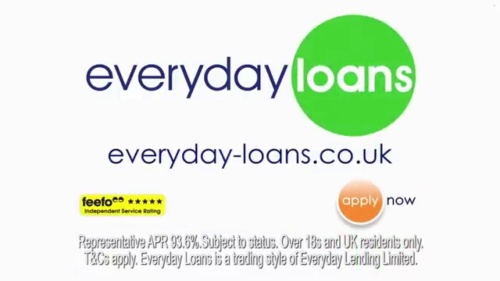 everyday loans
everyday-loans.co.uk
feefo ★★★★★
Independent Service Rating
apply now
Representative APR 93.6%.Subject to status. Over 18s and UK residents only.
T&Cs apply. Everyday Loans is a trading style of Everyday Lending Limited.